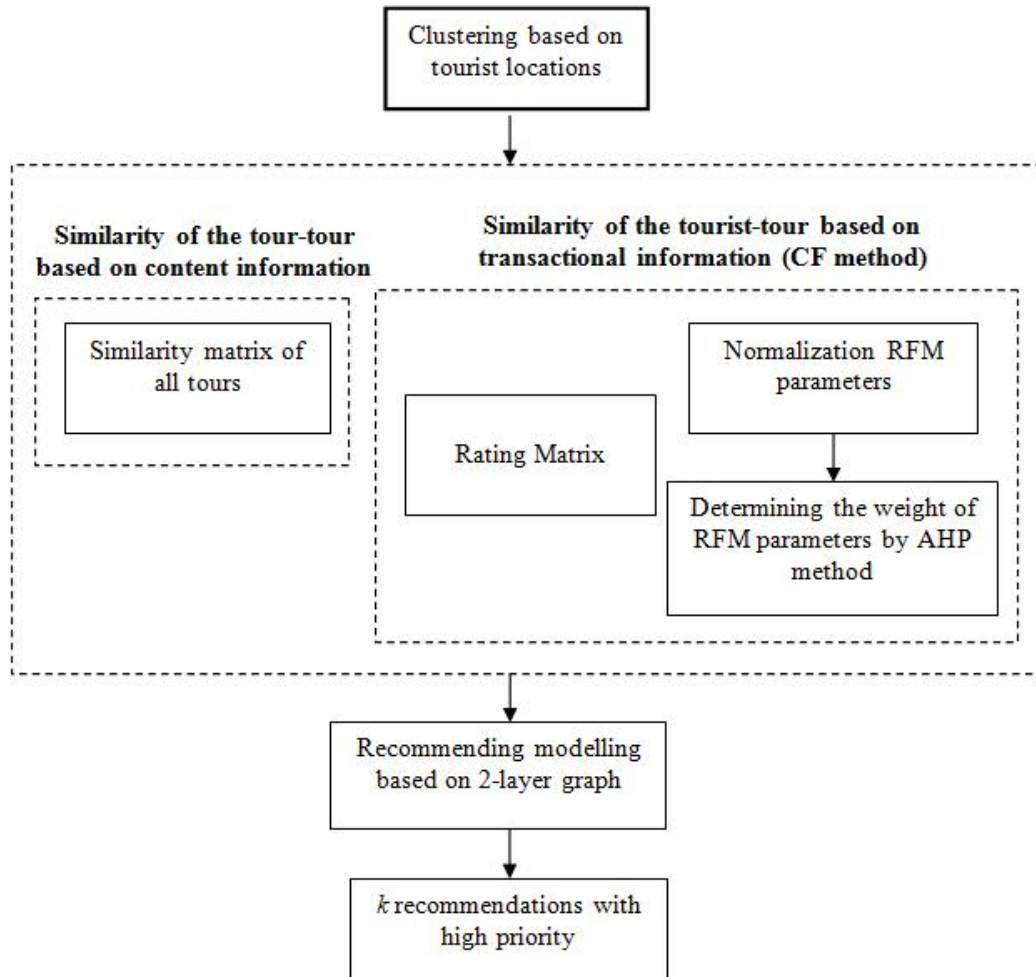 Clustering based on
tourist locations
Similarity of the tour-tour
based on content information
Similarity of the tourist-tour based on
transactional information (CF method)
Similarity matrix of
all tours
Rating Matrix
Normalization RFM
parameters
Determining the weight of
RFM parameters by AHP
method
Recommending modelling
based on 2-layer graph
k recommendations with
high priority